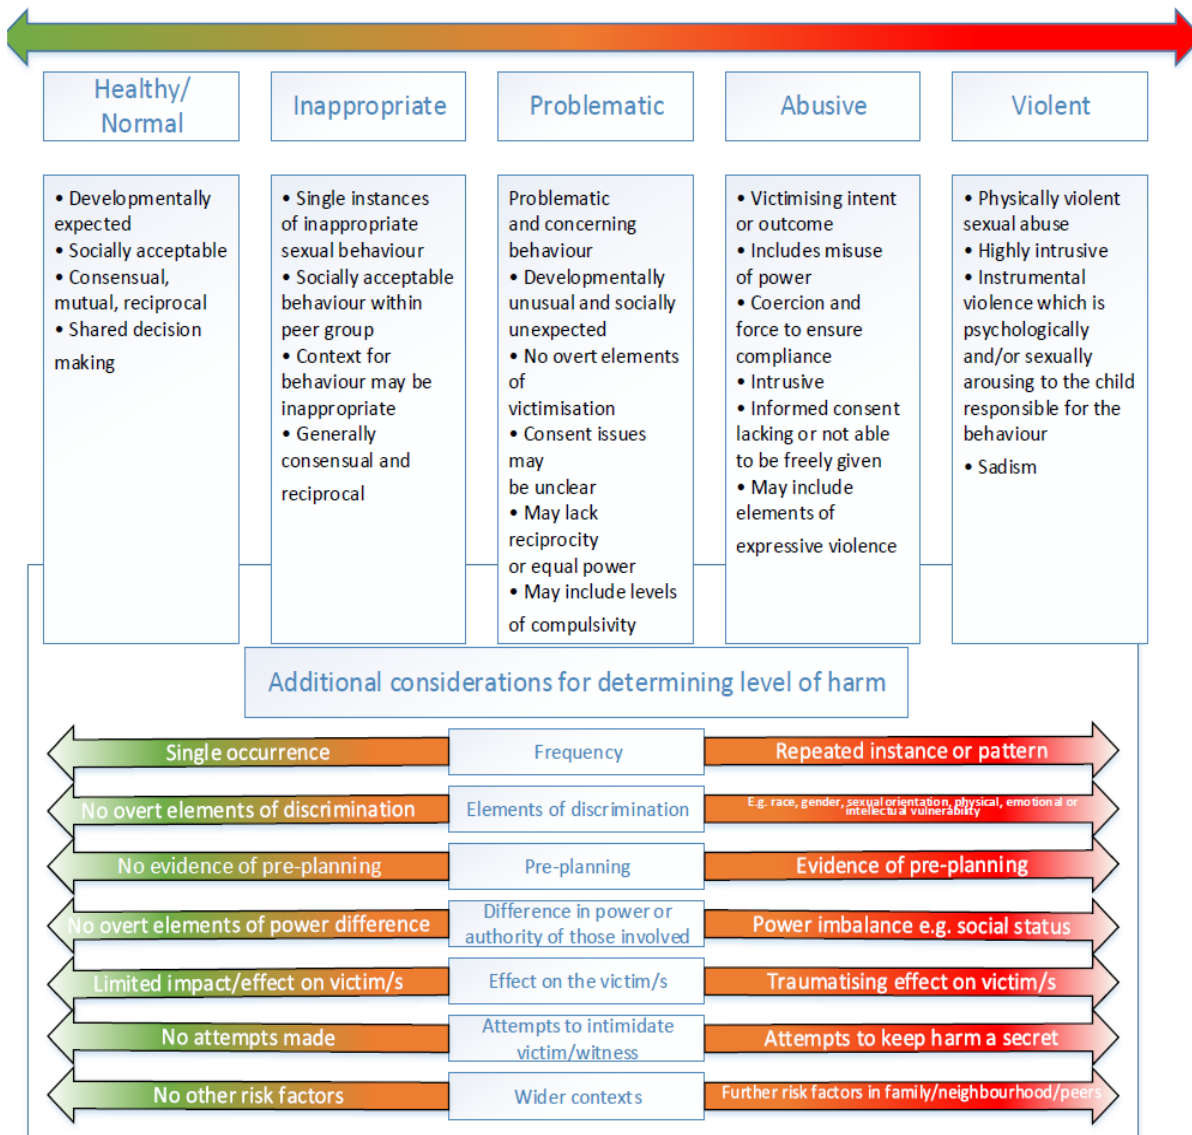 Healthy/
Normal
Inappropriate
Problematic
Abusive
Violent
• Developmentally
expected
• Socially acceptable
• Consensual,
mutual, reciprocal
• Shared decision
making
• Single instances
of inappropriate
sexual behaviour
• Socially acceptable
behaviour within
peer group
• Context for
behaviour may be
inappropriate
• Generally
consensual and
reciprocal
Problematic
and concerning
behaviour
• Developmentally
unusual and socially
unexpected
• No overt elements
of
victimisation
• Consent issues
may
be unclear
• May lack
reciprocity
or equal power
• May include levels
of compulsivity
• Victimising intent
or outcome
• Includes misuse
of power
• Coercion and
force to ensure
compliance
• Intrusive
• Informed consent
lacking or not able
to be freely given
• May include
elements of
expressive violence
• Physically violent
sexual abuse
• Highly intrusive
• Instrumental
violence which is
psychologically
and/or sexually
arousing to the child
responsible for the
behaviour
• Sadism
Additional considerations for determining level of harm
Single occurrence
Frequency
Repeated instance or pattern
No overt elements of discrimination
Elements of discrimination
E.g. race, gender, sexual orientation, physical, emotional or
intellectual vulnerability
No evidence of pre-planning
Pre-planning
Evidence of pre-planning
No overt elements of power difference
Difference in power or
authority of those involved
Power imbalance e.g. social status
Limited impact/effect on victim/s
Effect on the victim/s
Traumatising effect on victim/s
No attempts made
Attempts to intimidate
victim/witness
Attempts to keep harm a secret
No other risk factors
Wider contexts
Further risk factors in family/neighbourhood/peers